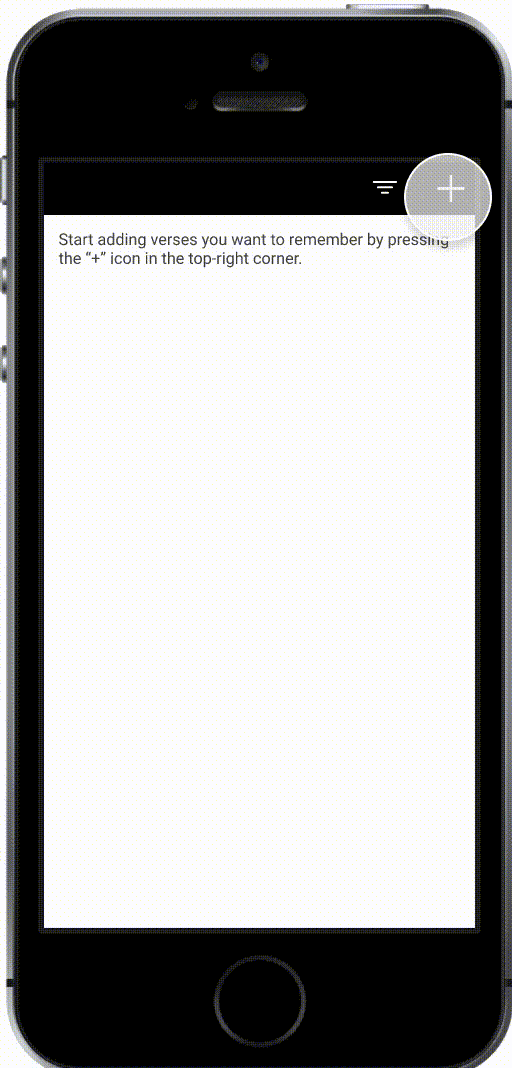 Start adding verses you want to remember by pressing
the “+” icon in the top-right corner.